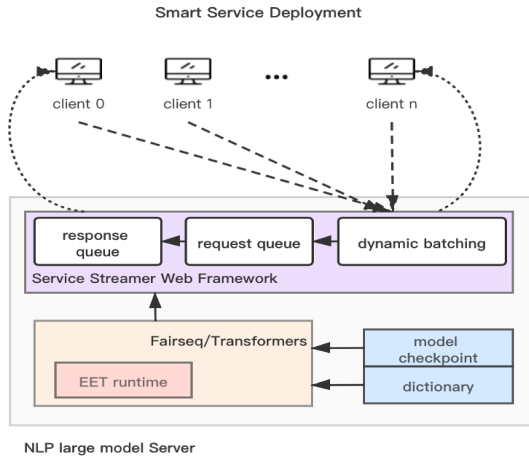 Smart Service Deployment
client 0
client 1
client n
response
queue
request queue
dynamic batching
Service Streamer Web Framework
Fairseq/Transformers
EET runtime
model
checkpoint
dictionary
NLP large model Server